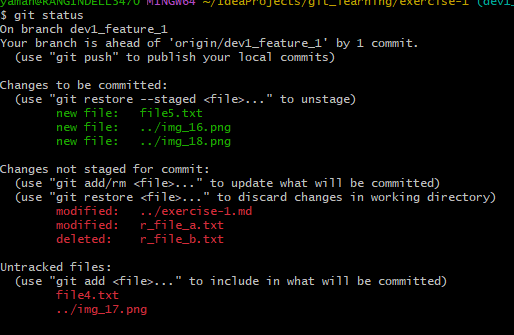 yaman@RANGINDELL3470 MINGW64 ~/IdeaProjects/git_learning/exercise-1 (dev1_
$ git status
On branch dev1_feature_1
Your branch is ahead of 'origin/dev1_feature_1' by 1 commit.
  (use "git push" to publish your local commits)

Changes to be committed:
  (use "git restore --staged <file>..." to unstage)
        new file:   file5.txt
        new file:   ../img_16.png
        new file:   ../img_18.png

Changes not staged for commit:
  (use "git add/rm <file>..." to update what will be committed)
  (use "git restore <file>..." to discard changes in working directory)
        modified:   ../exercise-1.md
        modified:   r_file_a.txt
        deleted:    r_file_b.txt

Untracked files:
  (use "git add <file>..." to include in what will be committed)
        file4.txt
        ../img_17.png